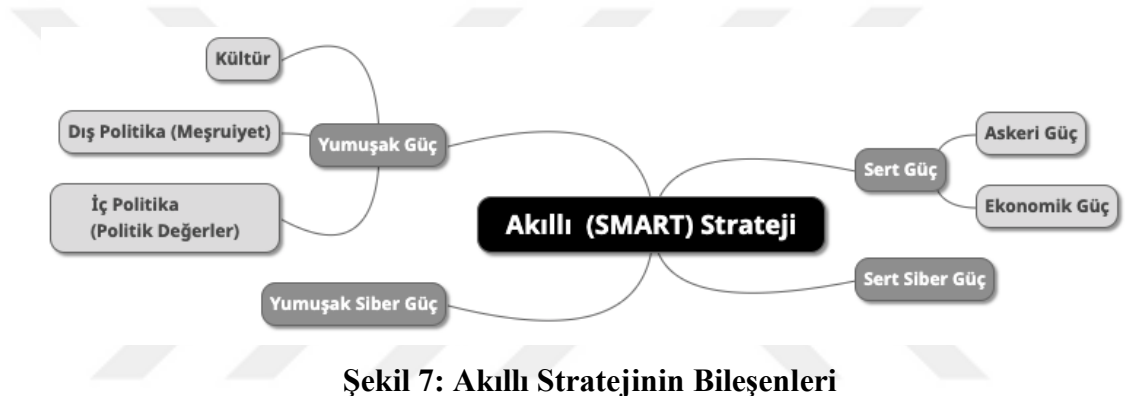 Kültür
Dış Politika (Meşruiyet)
İç Politika
(Politik Değerler)
Yumuşak Güç
Yumuşak Siber Güç
Akıllı (SMART) Strateji
Sert Güç
Askeri Güç
Ekonomik Güç
Sert Siber Güç
Şekil 7: Akıllı Stratejinin Bileşenleri